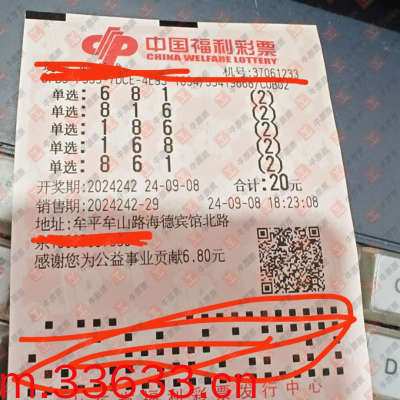 中国福利彩票
CHINA WELFARE LOTTERY
机号:37061233
单选: 6 8 1 (2)
单选: 8 1 6 (2)
单选: 1 8 6 (2)
单选: 1 6 8 (2)
单选: 8 6 1 (2)
开奖期:2024242 24-09-08 合计:20元
销售期:2024242-29 24-09-08 18:23:08
地址: 牟平牟山路海德宾馆北路
感谢您为公益事业贡献6.80元
m.33633.cn
发行中心